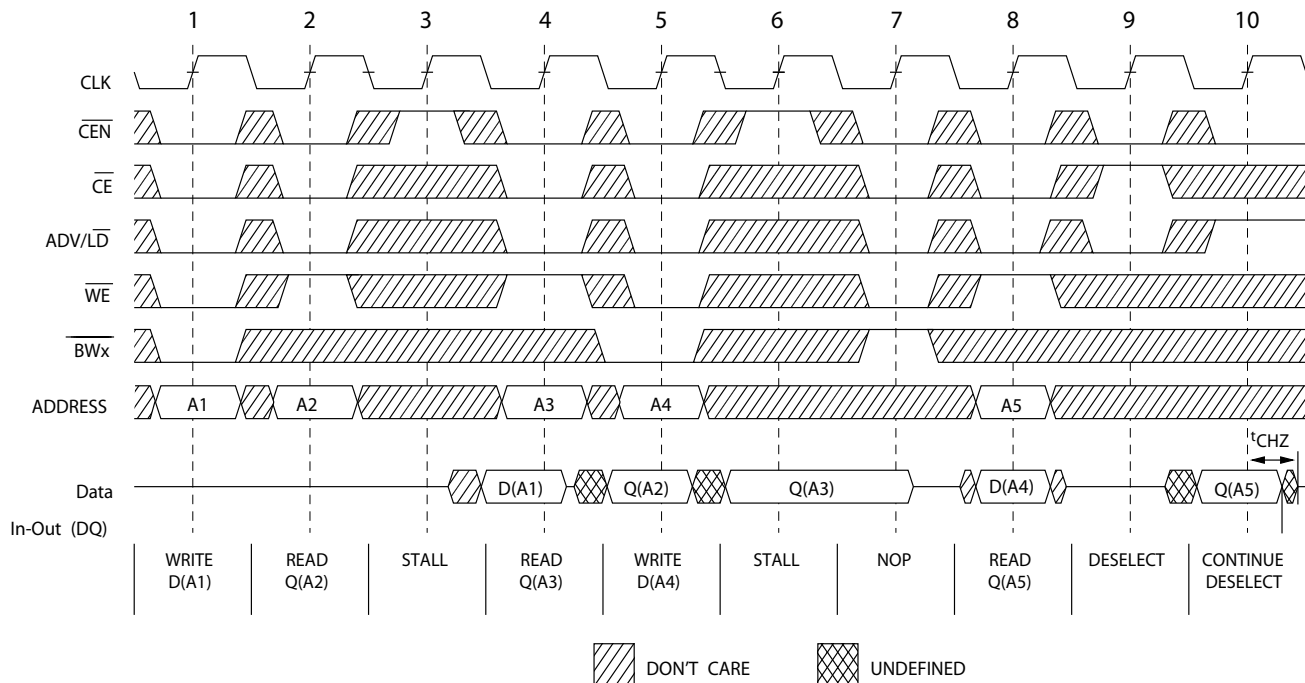 1 2 3 4 5 6 7 8 9 10
CLK
CEN
CE
ADV/LD
WE
BWx
ADDRESS A1 A2 A3 A4 A5
tCHZ
Data D(A1) Q(A2) Q(A3) D(A4) Q(A5)
In-Out (DQ)
WRITE READ STALL READ WRITE STALL NOP READ DESELECT CONTINUE
D(A1) Q(A2) Q(A3) D(A4) Q(A5) DESELECT
DON'T CARE UNDEFINED